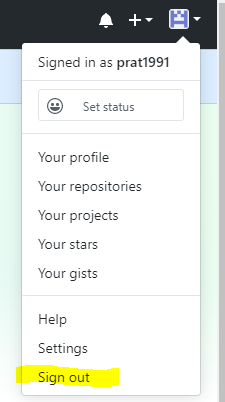 Signed in as prat1991
Set status
Your profile
Your repositories
Your projects
Your stars
Your gists
Help
Settings
Sign out